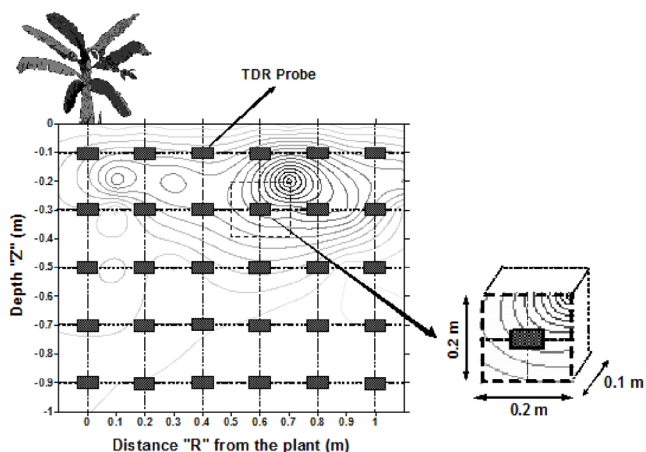 TDR Probe
0
- 0.1
- 0.2
- 0.3
- 0.4
- 0.5
- 0.6
- 0.7
- 0.8
- 0.9
-1
Depth "Z" (m)
0 0.1 0.2 0.3 0.4 0.5 0.6 0.7 0.8 0.9 1
Distance "R" from the plant (m)
0.2 m
0.1 m
0.2 m